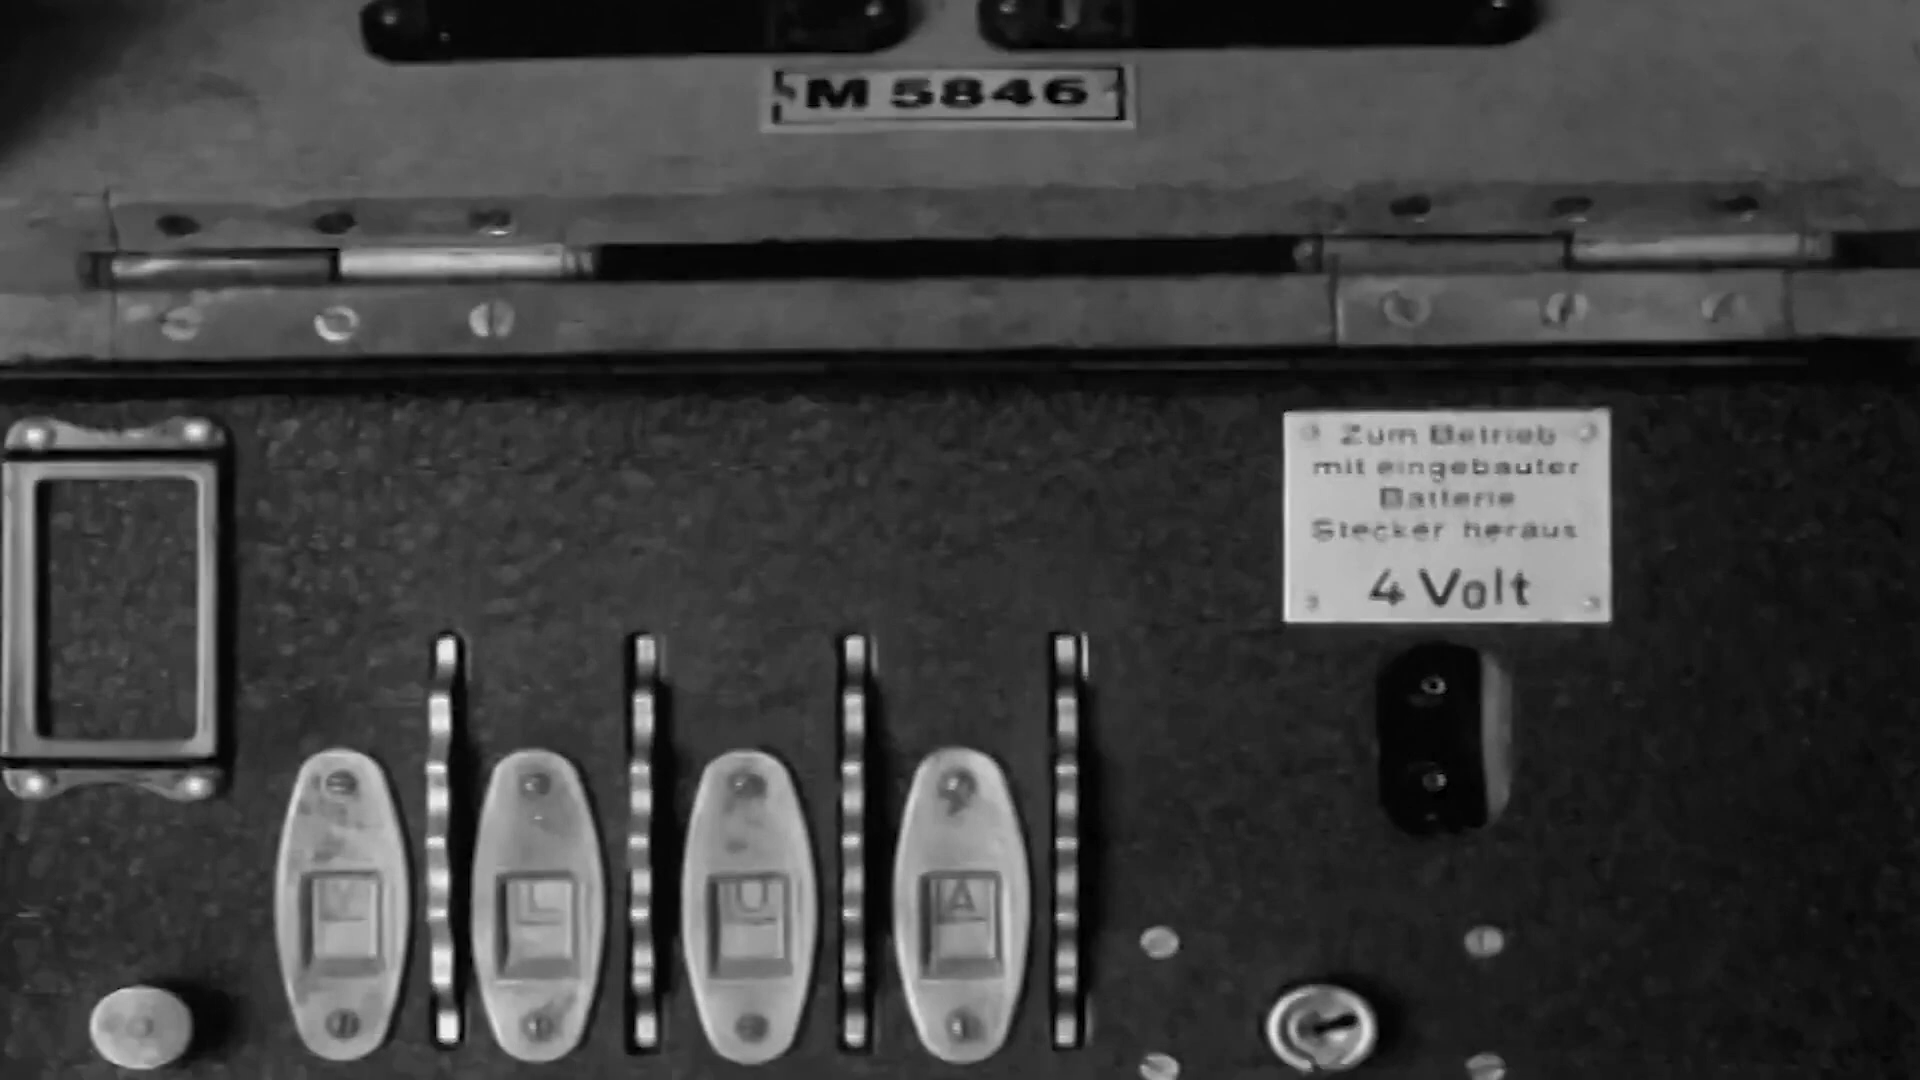 M 5846
Zum Betrieb
mit eingebauter
Batterie
Stecker heraus
4 Volt
L U A